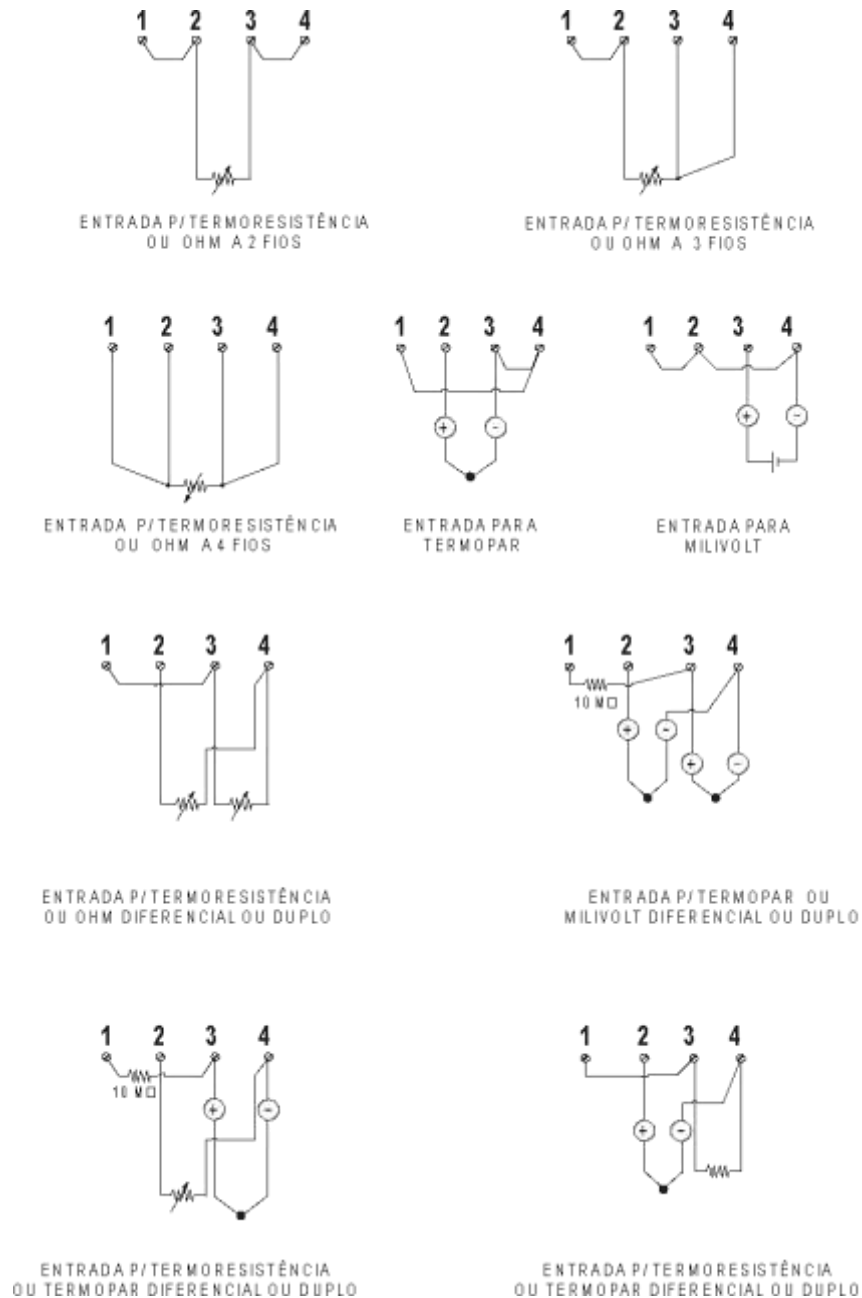 1 2 3 4
1 2 3 4
ENTRADA P/TERMORESISTÊNCIA
OU OHM A 2 FIOS
ENTRADA P/TERMORESISTÊNCIA
OU OHM A 3 FIOS
1 2 3 4
1 2 3 4
1 2 3 4
+ -
+ -
ENTRADA P/TERMORESISTÊNCIA
OU OHM A 4 FIOS
ENTRADA PARA
TERMOPAR
ENTRADA PARA
MILIVOLT
1 2 3 4
1 2 3 4
10 M□
+ -
+ -
ENTRADA P/TERMORESISTÊNCIA
OU OHM DIFERENCIAL OU DUPLO
ENTRADA P/TERMOPAR OU
MILIVOLT DIFERENCIAL OU DUPLO
1 2 3 4
10 M□
+ -
1 2 3 4
+ -
ENTRADA P/TERMORESISTÊNCIA
OU TERMOPAR DIFERENCIAL OU DUPLO
ENTRADA P/TERMORESISTÊNCIA
OU TERMOPAR DIFERENCIAL OU DUPLO